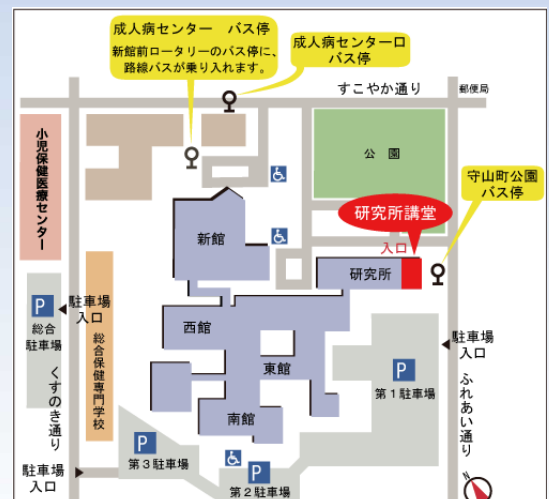 成人病センター　バス停
新館前ロータリーのバス停に、
路線バスが乗り入れます。
成人病センター口
バス停
すこやか通り
郵便局
小児保健医療センター
公園
守山町公園
バス停
研究所講堂
入口
新館
研究所
P
総合
駐車場
駐車場
入口
西館
東館
総合保健専門学校
くすのき通り
駐車場
入口
P
第1駐車場
ふれあい通り
南館
P
第3駐車場
P
第2駐車場
駐車場
入口
N